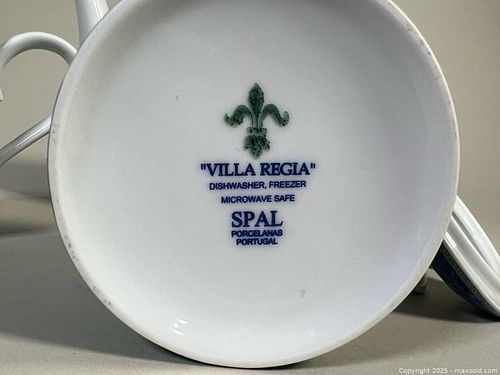 "VILLA REGIA"
DISHWASHER, FREEZER
MICROWAVE SAFE
SPAL
PORCELANAS
PORTUGAL
Copyright 2025 - maxsold.com